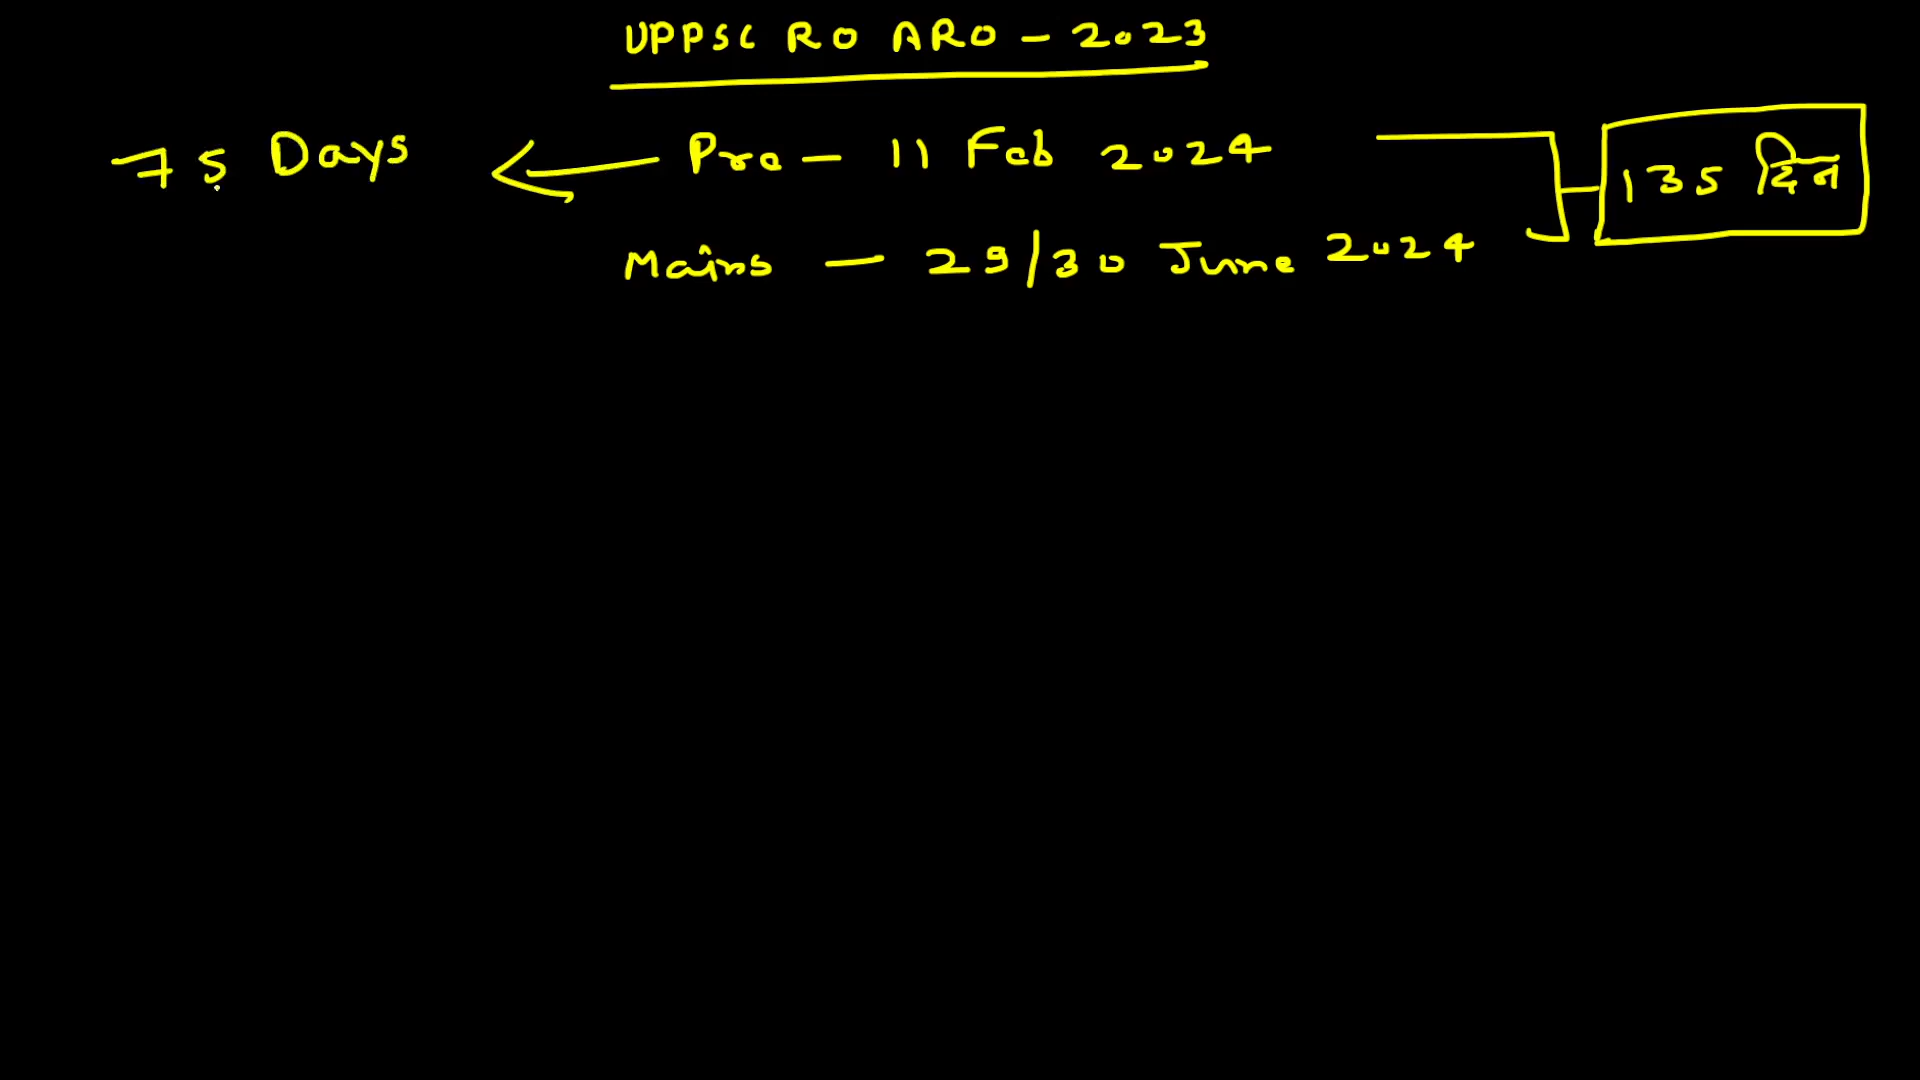 UPPSC RO ARO - 2023
75 Days ← Pre - 11 Feb 2024
135 दिन
Mains - 29/30 June 2024